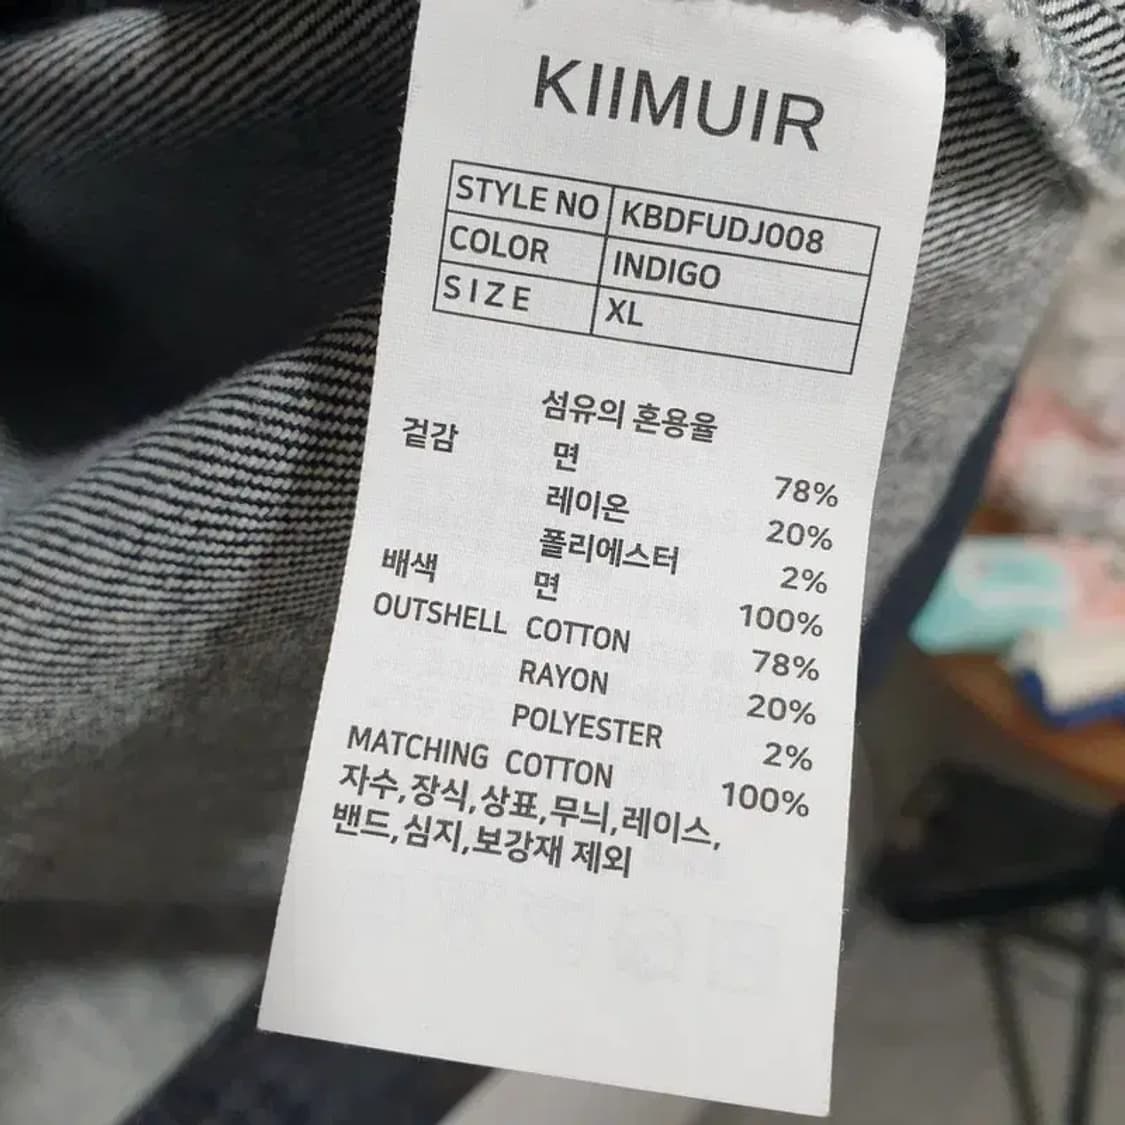 KIIMUIR
STYLE NO KBDFUDJ008
COLOR INDIGO
SIZE XL
섬유의 혼용율
겉감 면 78%
레이온 20%
폴리에스터 2%
배색 면 100%
OUTSHELL COTTON 78%
RAYON 20%
POLYESTER 2%
MATCHING COTTON 100%
자수,장식,상표,무늬,레이스,
밴드,심지,보강재 제외